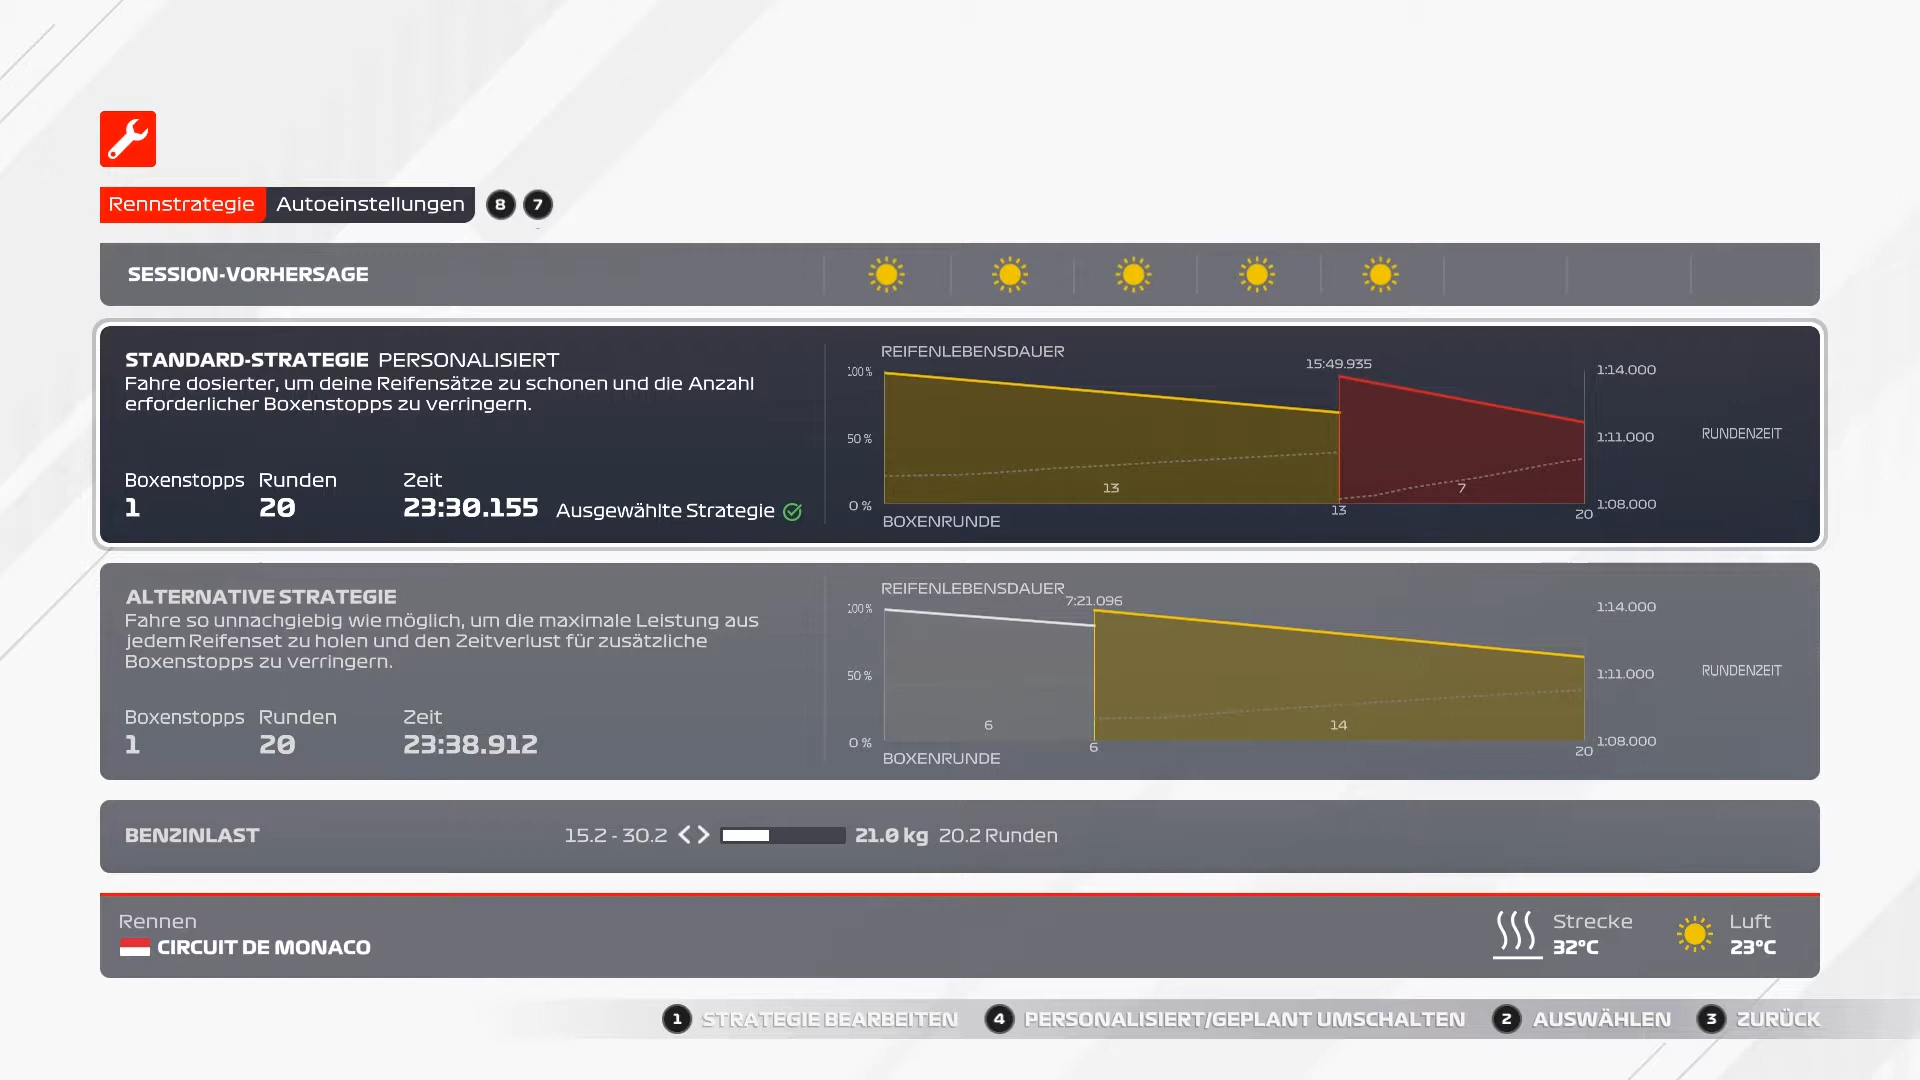 Rennstrategie Autoeinstellungen 8 7
SESSION-VORHERSAGE
STANDARD-STRATEGIE PERSONALISIERT
Fahre dosierter, um deine Reifensätze zu schonen und die Anzahl
erforderlicher Boxenstopps zu verringern.
Boxenstopps Runden Zeit
1 20 23:30.155 Ausgewählte Strategie
REIFENLEBENSDAUER
15:49.935
100 % 1:14.000
50 % 1:11.000 RUNDENZEIT
13 7
0 % 13 20 1:08.000
BOXENRUNDE
ALTERNATIVE STRATEGIE
Fahre so unnachgiebig wie möglich, um die maximale Leistung aus
jedem Reifenset zu holen und den Zeitverlust für zusätzliche
Boxenstopps zu verringern.
Boxenstopps Runden Zeit
1 20 23:38.912
REIFENLEBENSDAUER
7:21.096
100 % 1:14.000
50 % 1:11.000 RUNDENZEIT
6 14
0 % 6 20 1:08.000
BOXENRUNDE
BENZINLAST 15.2 - 30.2 21.0 kg 20.2 Runden
Rennen
CIRCUIT DE MONACO
Strecke
32°C
Luft
23°C
1 STRATEGIE BEARBEITEN 4 PERSONALISIERT/GEPLANT UMSCHALTEN 2 AUSWÄHLEN 3 ZURÜCK